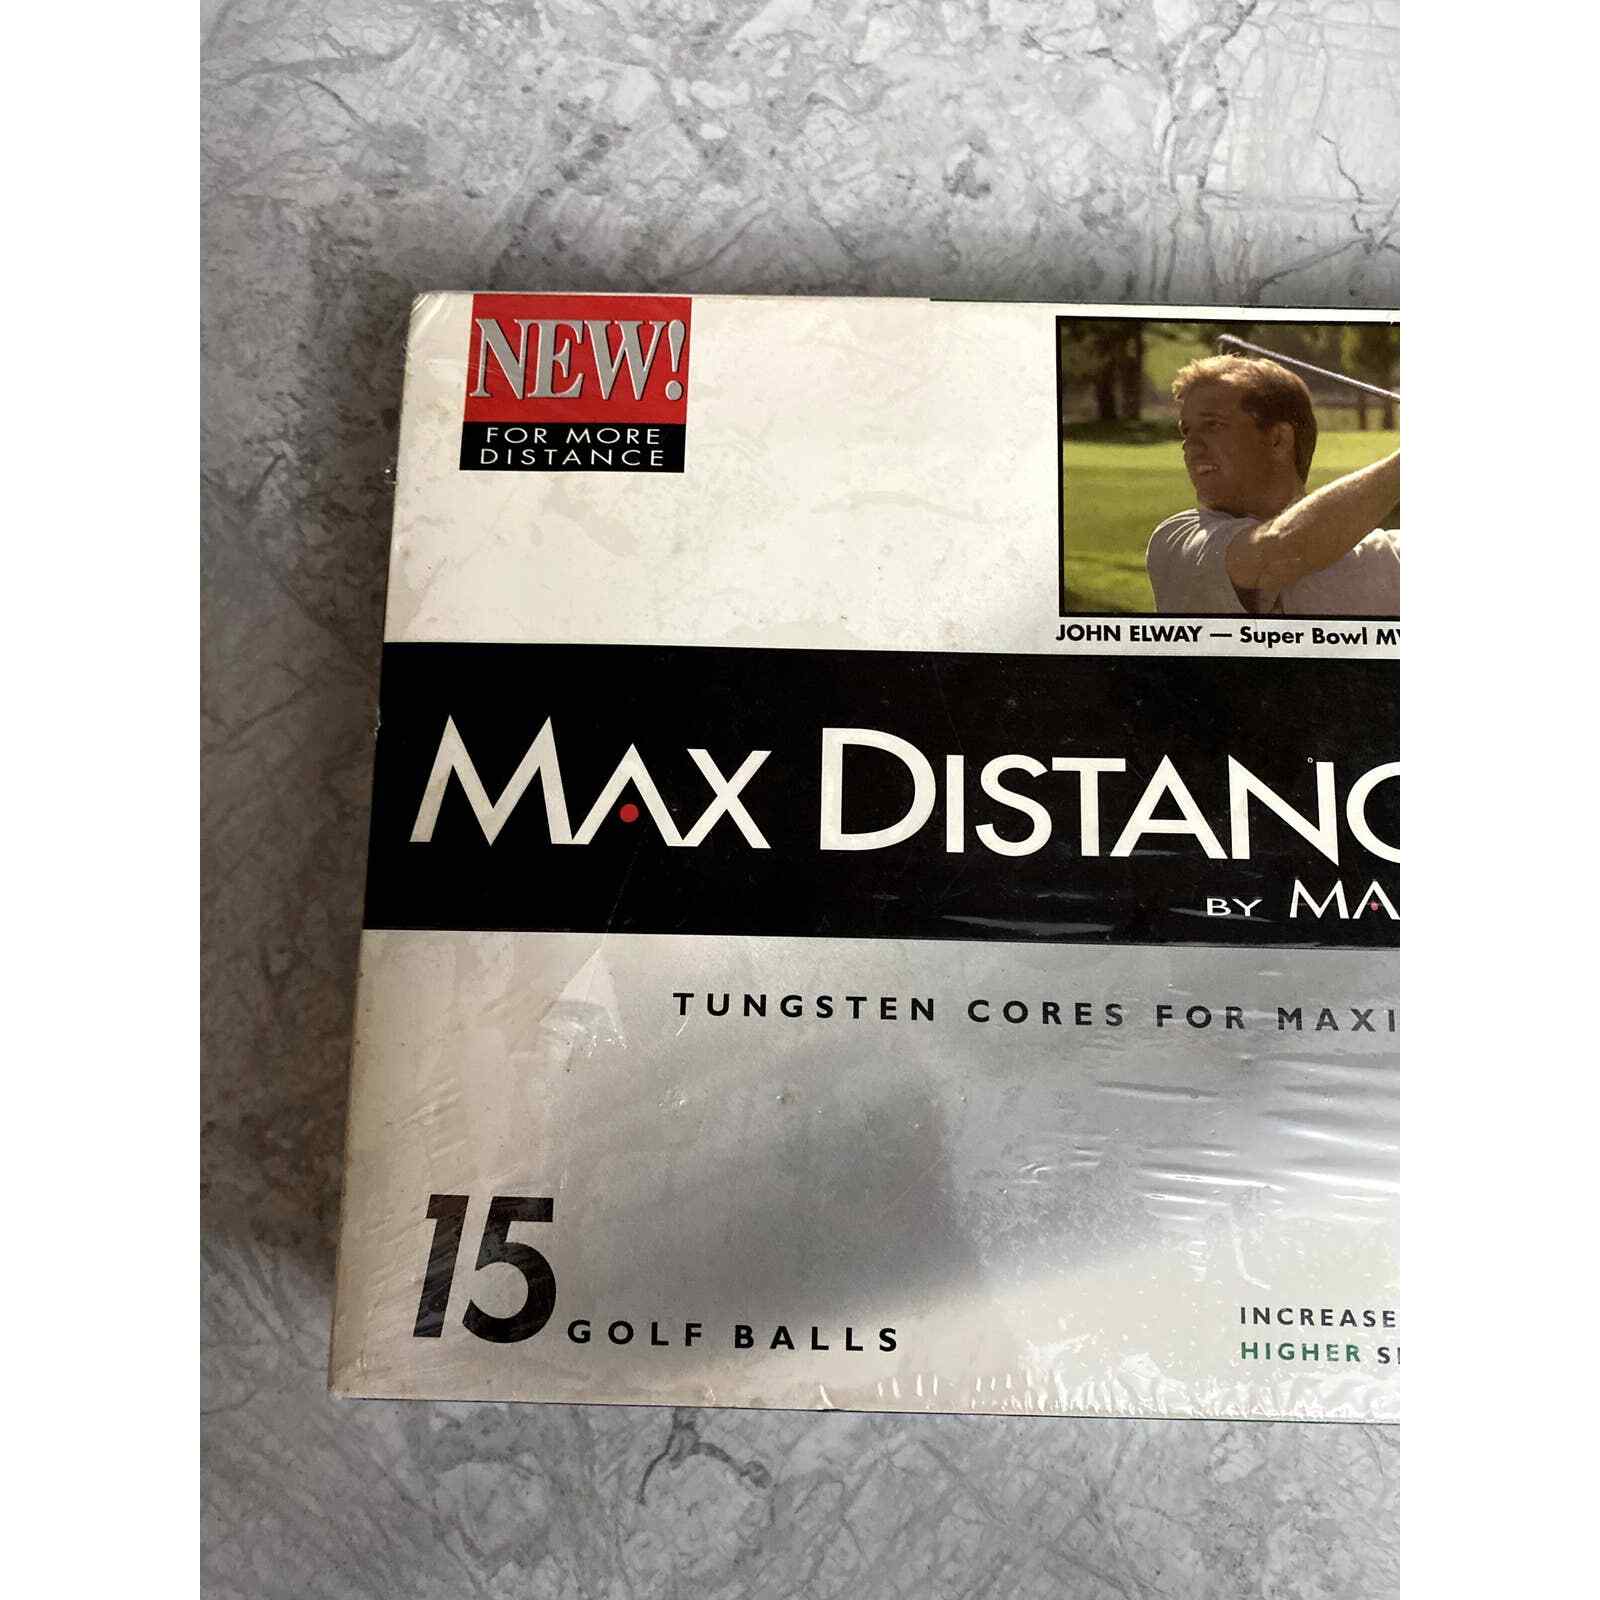 NEW!
FOR MORE
DISTANCE
JOHN ELWAY — Super Bowl
MAX DISTANC
BY MA
TUNGSTEN CORES FOR MAXI
15 GOLF BALLS
INCREASE
HIGHER